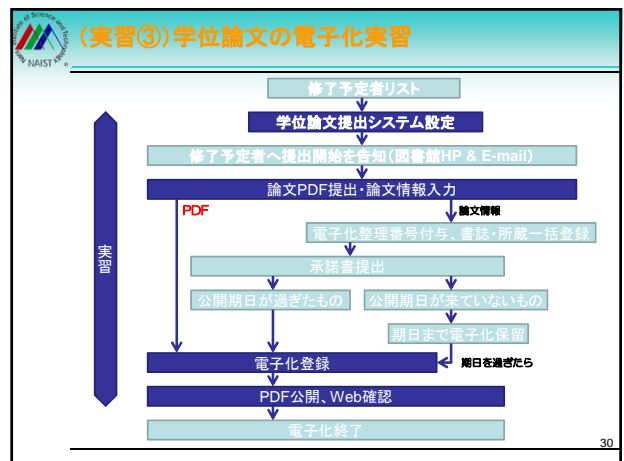 Nara Institute of Science and Technology
NAIST
(実習③)学位論文の電子化実習
修了予定者リスト
学位論文提出システム設定
修了予定者へ提出開始を告知(図書館HP & E-mail)
論文PDF提出・論文情報入力
PDF
論文情報
電子化整理番号付与、書誌・所蔵一括登録
実習
承諾書提出
公開期日が過ぎたもの
公開期日が来ていないもの
期日まで電子化保留
電子化登録
期日を過ぎたら
PDF公開、Web確認
電子化終了
30